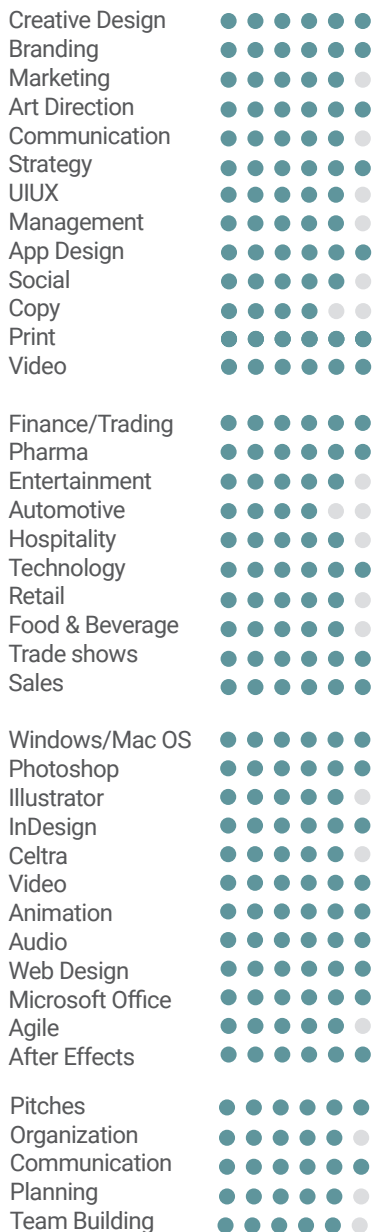 Creative Design
Branding
Marketing
Art Direction
Communication
Strategy
UIUX
Management
App Design
Social
Copy
Print
Video
Finance/Trading
Pharma
Entertainment
Automotive
Hospitality
Technology
Retail
Food & Beverage
Trade shows
Sales
Windows/Mac OS
Photoshop
Illustrator
InDesign
Celtra
Video
Animation
Audio
Web Design
Microsoft Office
Agile
After Effects
Pitches
Organization
Communication
Planning
Team Building